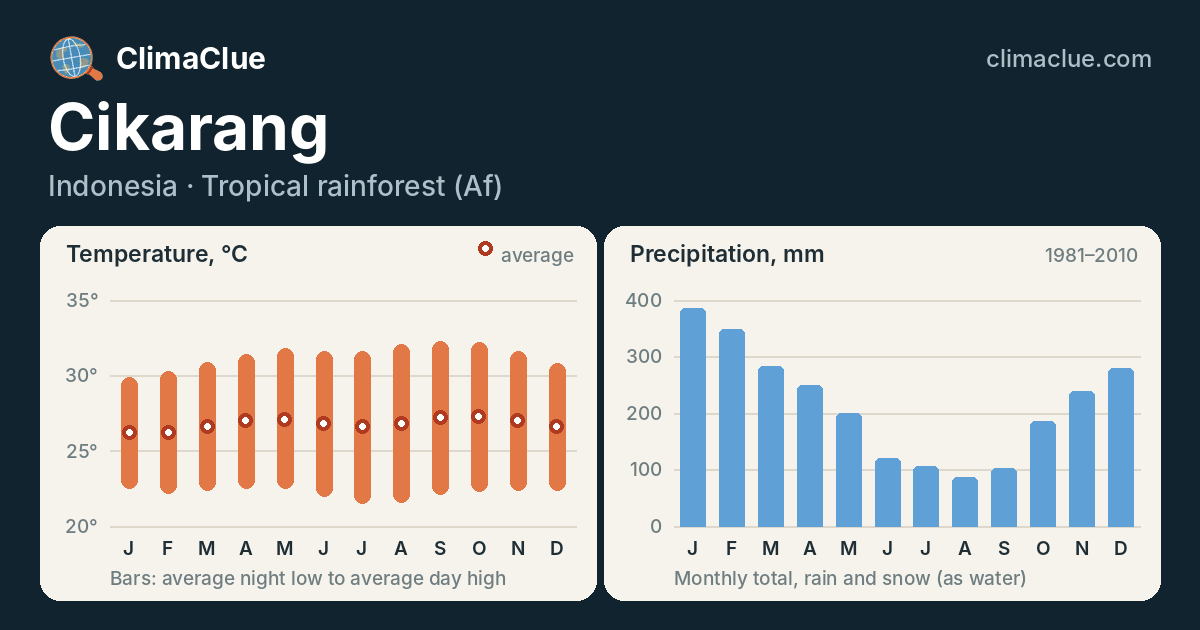 ClimaClue
climaclue.com
Cikarang
Indonesia · Tropical rainforest (Af)
Temperature, °C
average
35°
30°
25°
20°
J F M A M J J A S O N D
Bars: average night low to average day high
Precipitation, mm
1981–2010
400
300
200
100
0
J F M A M J J A S O N D
Monthly total, rain and snow (as water)